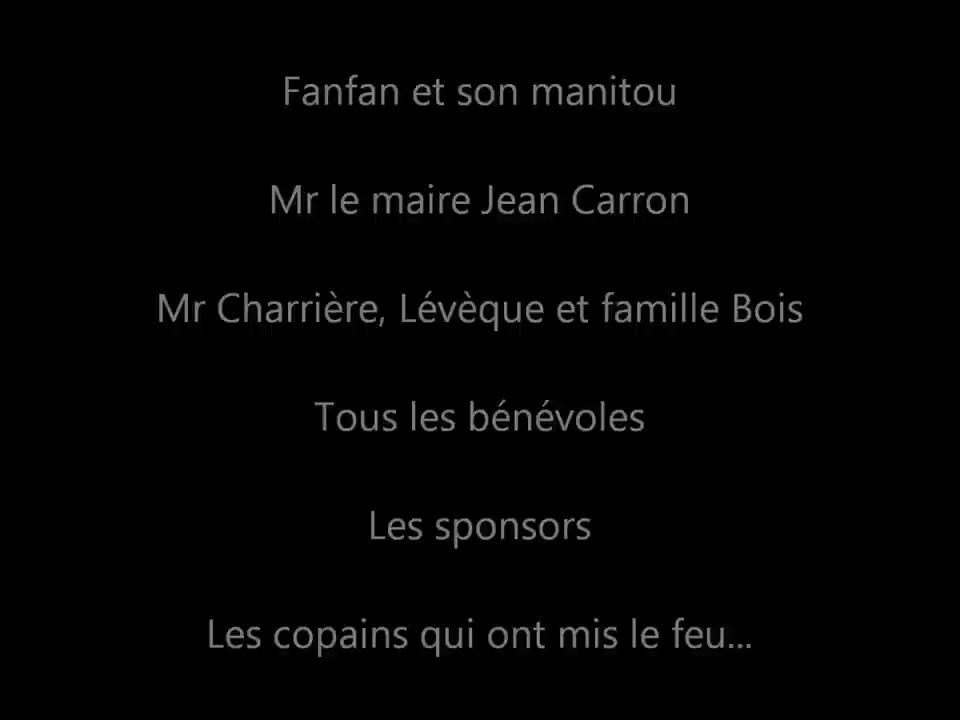 Fanfan et son manitou
Mr le maire Jean Carron
Mr Charrière, Lévèque et famille Bois
Tous les bénévoles
Les sponsors
Les copains qui ont mis le feu...